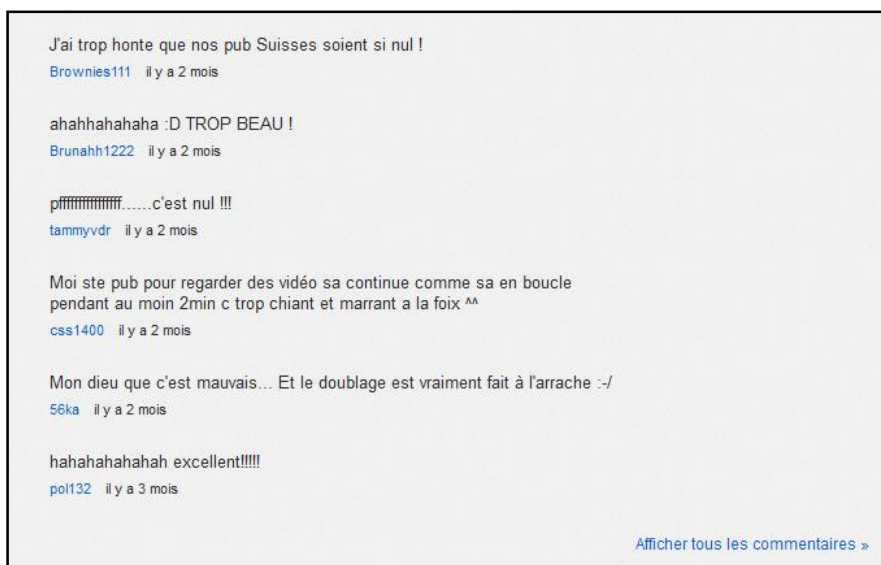 J'ai trop honte que nos pub Suisses soient si nul !
Brownies111 il y a 2 mois
ahahhahahaha :D TROP BEAU !
Brunahh1222 il y a 2 mois
pffffffffffffffff......c'est nul !!!
tammyvdr il y a 2 mois
Moi ste pub pour regarder des vidéo sa continue comme sa en boucle
pendant au moin 2min c trop chiant et marrant a la foix ^^
css1400 il y a 2 mois
Mon dieu que c'est mauvais... Et le doublage est vraiment fait à l'arrache :-/
56ka il y a 2 mois
hahahahahahah excellent!!!!!
pol132 il y a 3 mois
Afficher tous les commentaires »